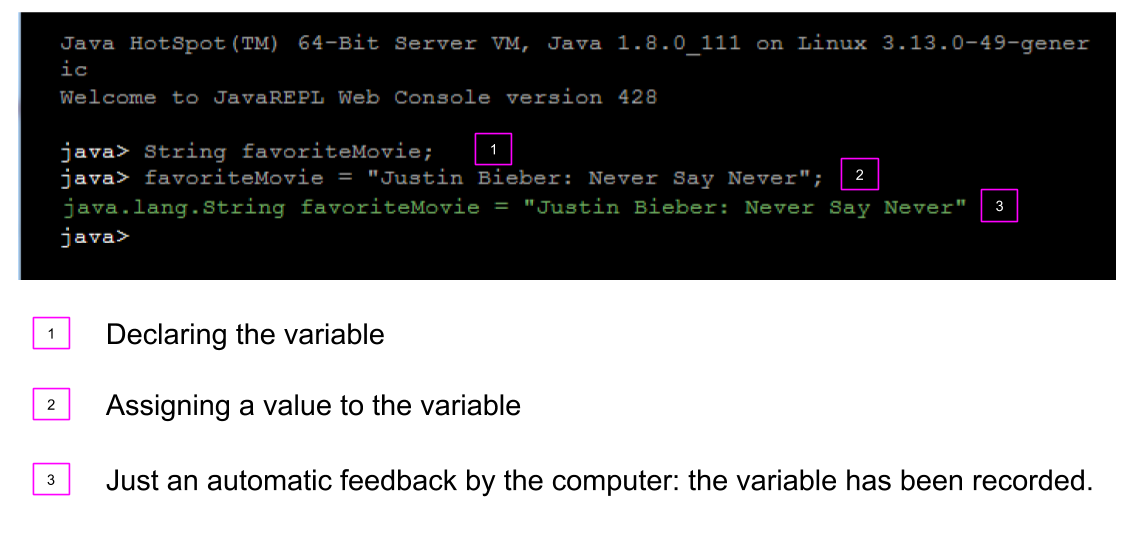 Java HotSpot(TM) 64-Bit Server VM, Java 1.8.0_111 on Linux 3.13.0-49-gener
ic
Welcome to JavaREPL Web Console version 428
java> String favoriteMovie; 1
java> favoriteMovie = "Justin Bieber: Never Say Never"; 2
java.lang.String favoriteMovie = "Justin Bieber: Never Say Never" 3
java>
1 Declaring the variable
2 Assigning a value to the variable
3 Just an automatic feedback by the computer: the variable has been recorded.